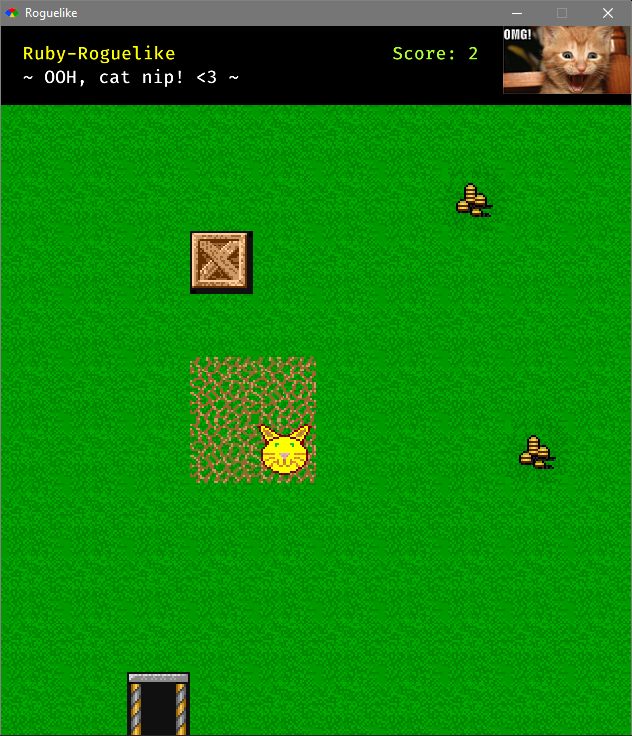 Roguelike
Ruby-Roguelike
Score: 2
OMG!
~ OOH, cat nip! <3 ~